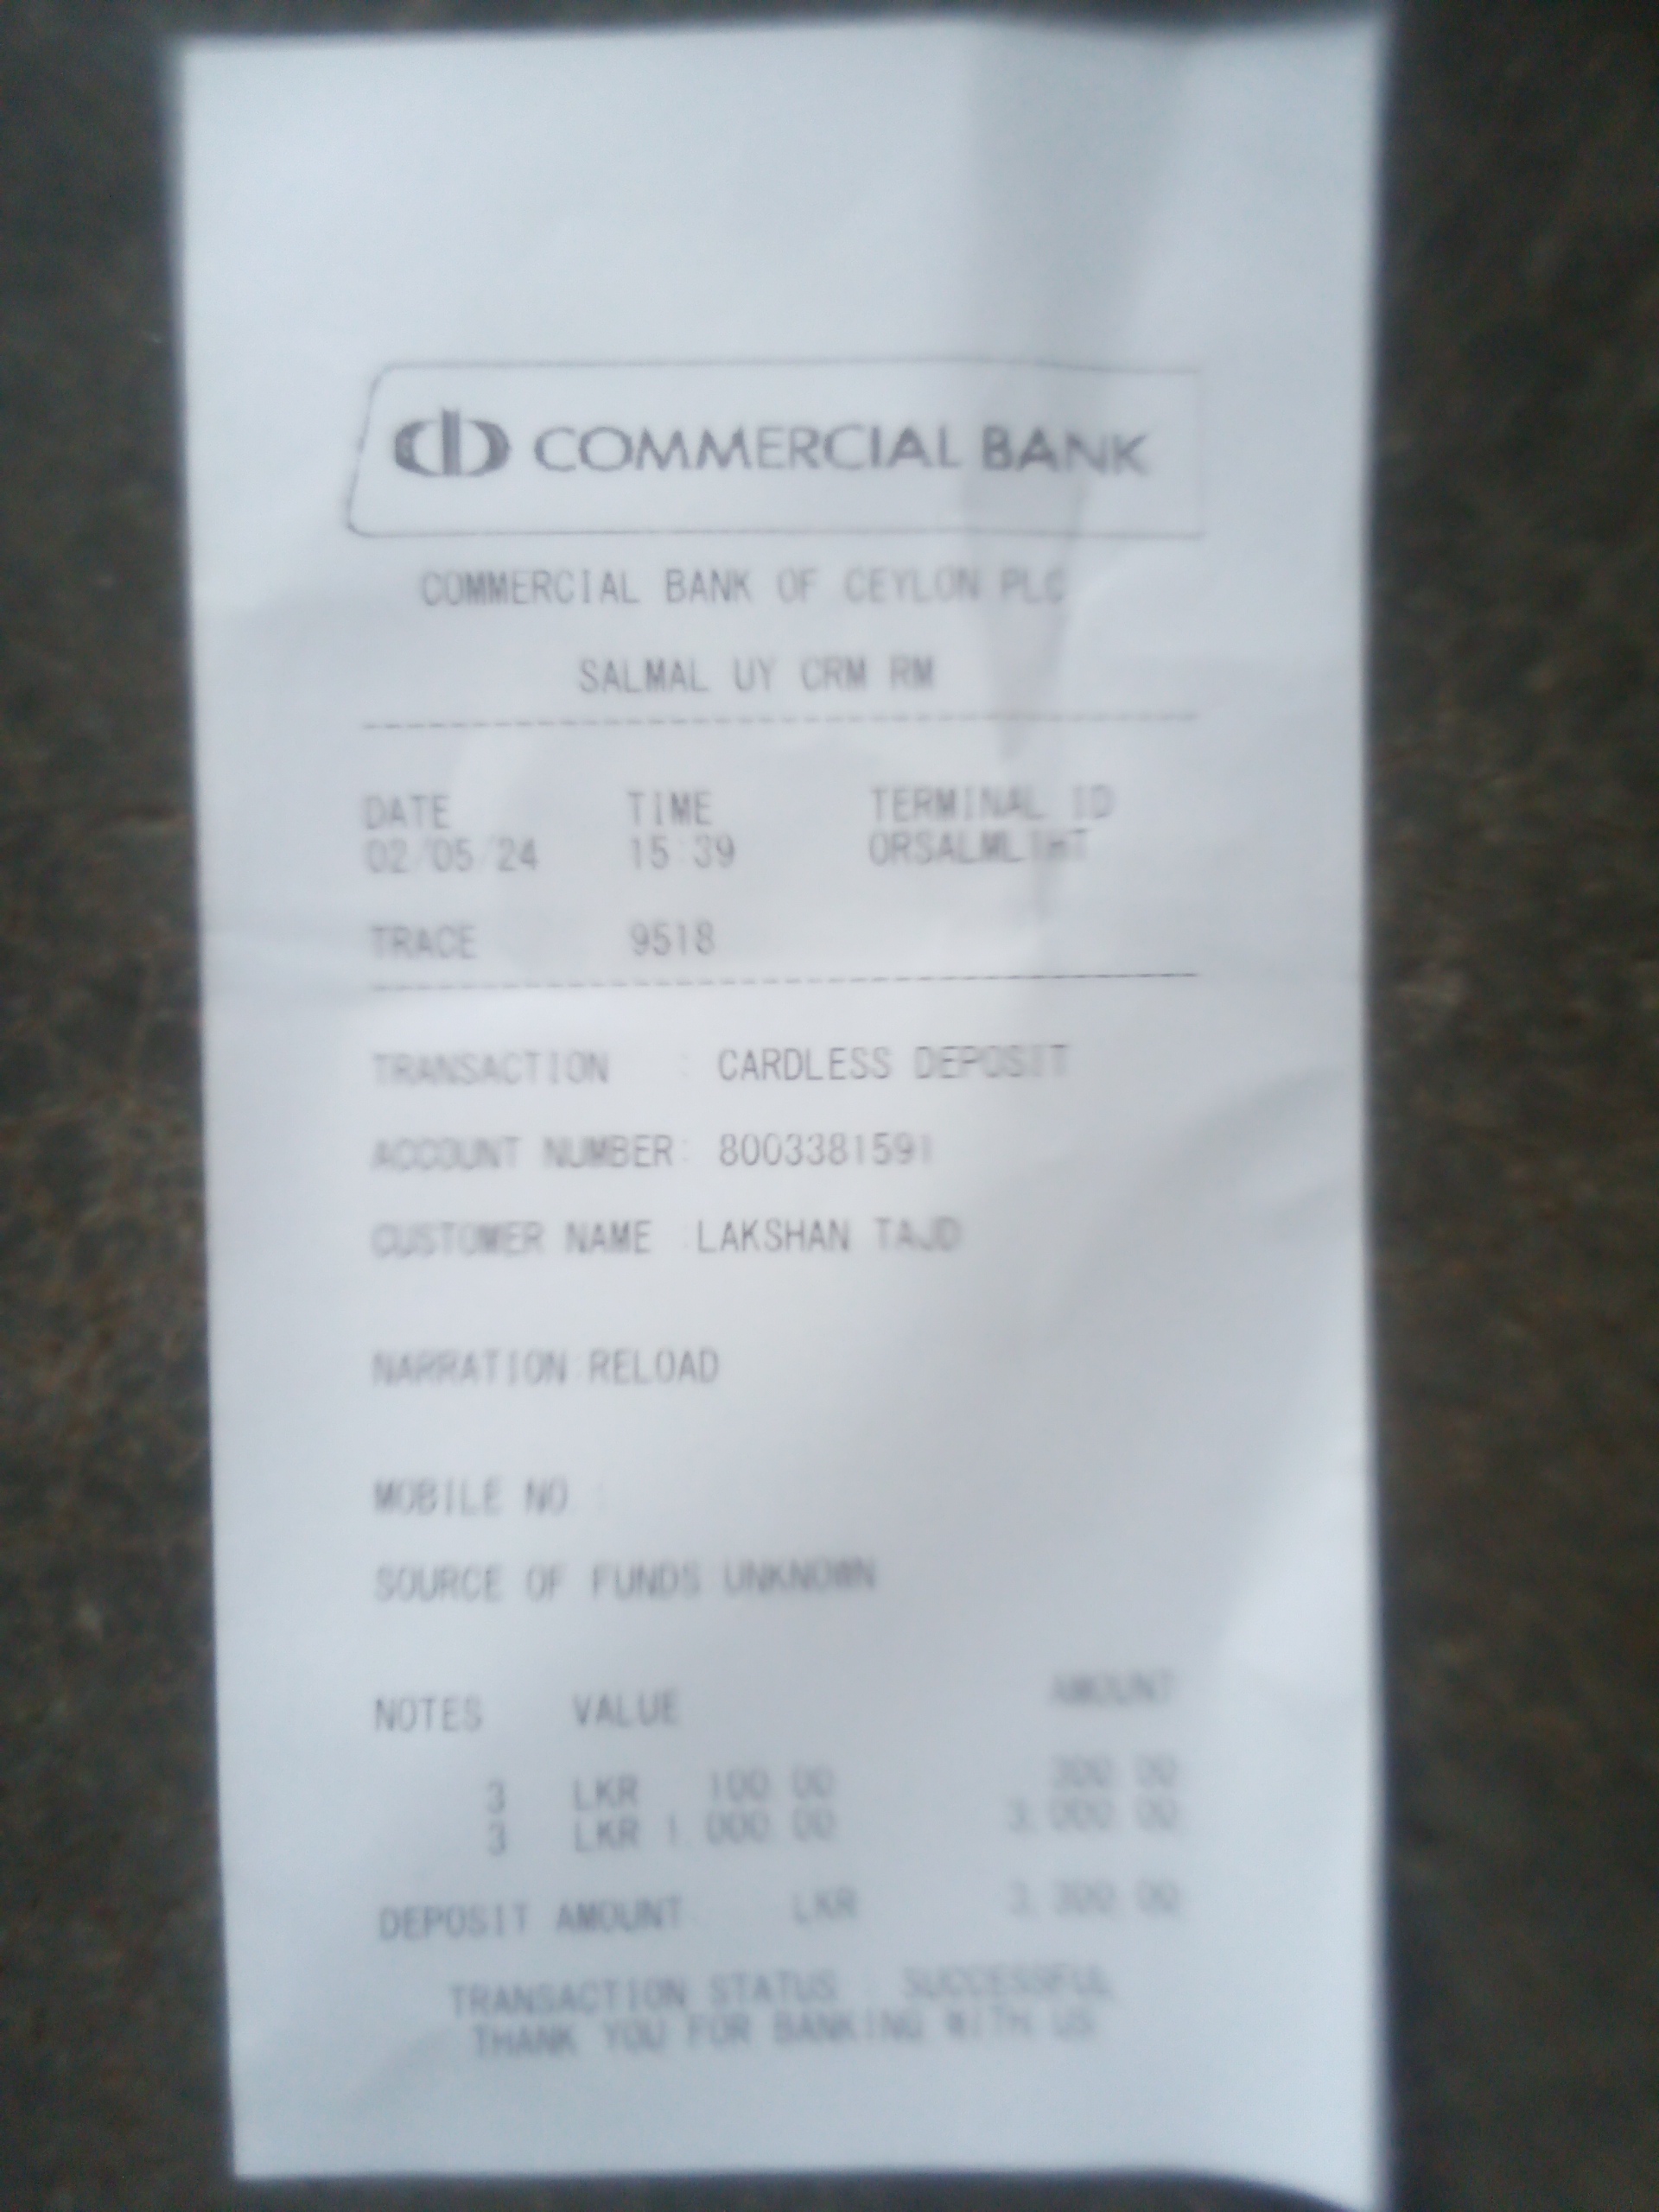 COMMERCIAL BANK
COMMERCIAL BANK OF CEYLON PLC
SALMAL UY CRM RM
DATE TIME TERMINAL ID
02/05/24 15:39
TRACE 9518
TRANSACTION : CARDLESS DEPOSIT
ACCOUNT NUMBER: 8003381591
CUSTOMER NAME :LAKSHAN TAJD
NARRATION:RELOAD
MOBILE NO :
SOURCE OF FUNDS UNKNOWN
NOTES VALUE AMOUNT
3 LKR 100.00 300.00
3 LKR 1,000.00 3,000.00
DEPOSIT AMOUNT LKR 3,300.00
TRANSACTION STATUS : SUCCESSFUL
THANK YOU FOR BANKING WITH US